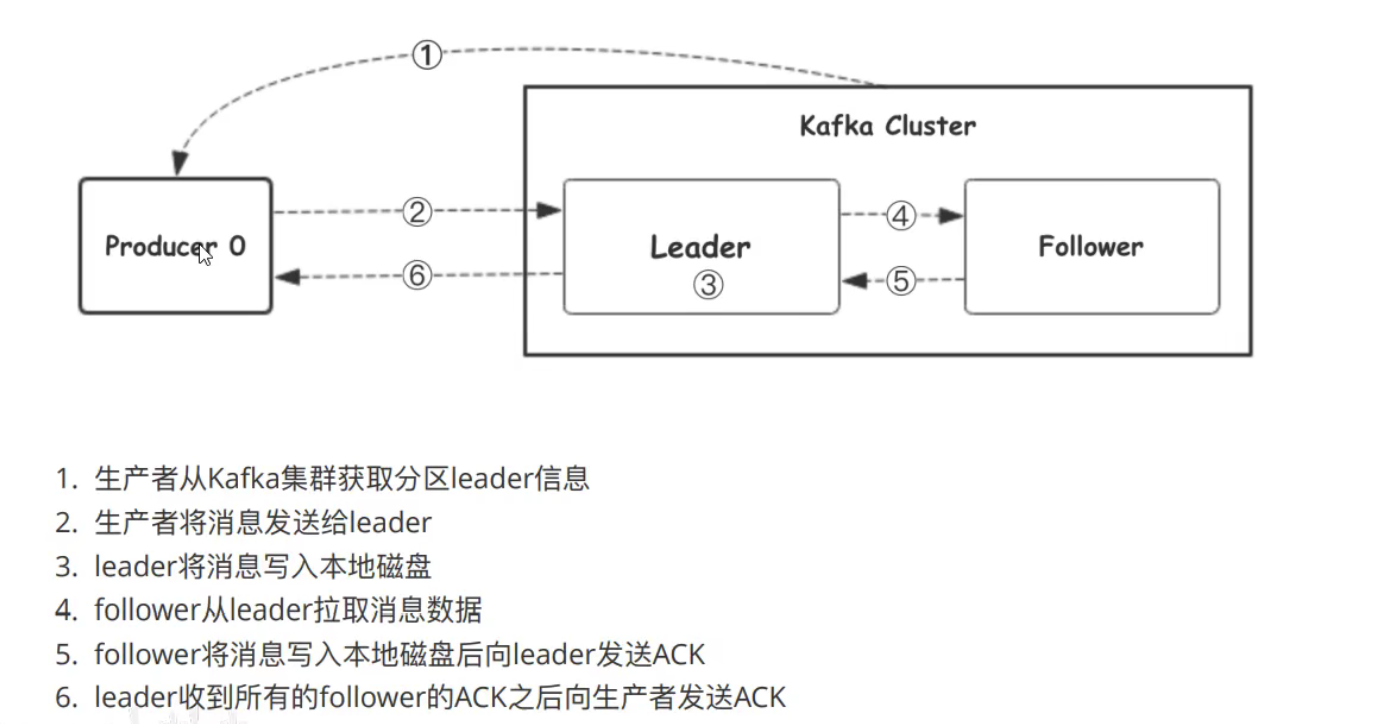 ①
Kafka Cluster
Producer 0
②
⑥
Leader
③
④
⑤
Follower
1. 生产者从Kafka集群获取分区leader信息
2. 生产者将消息发送给leader
3. leader将消息写入本地磁盘
4. follower从leader拉取消息数据
5. follower将消息写入本地磁盘后向leader发送ACK
6. leader收到所有的follower的ACK之后向生产者发送ACK